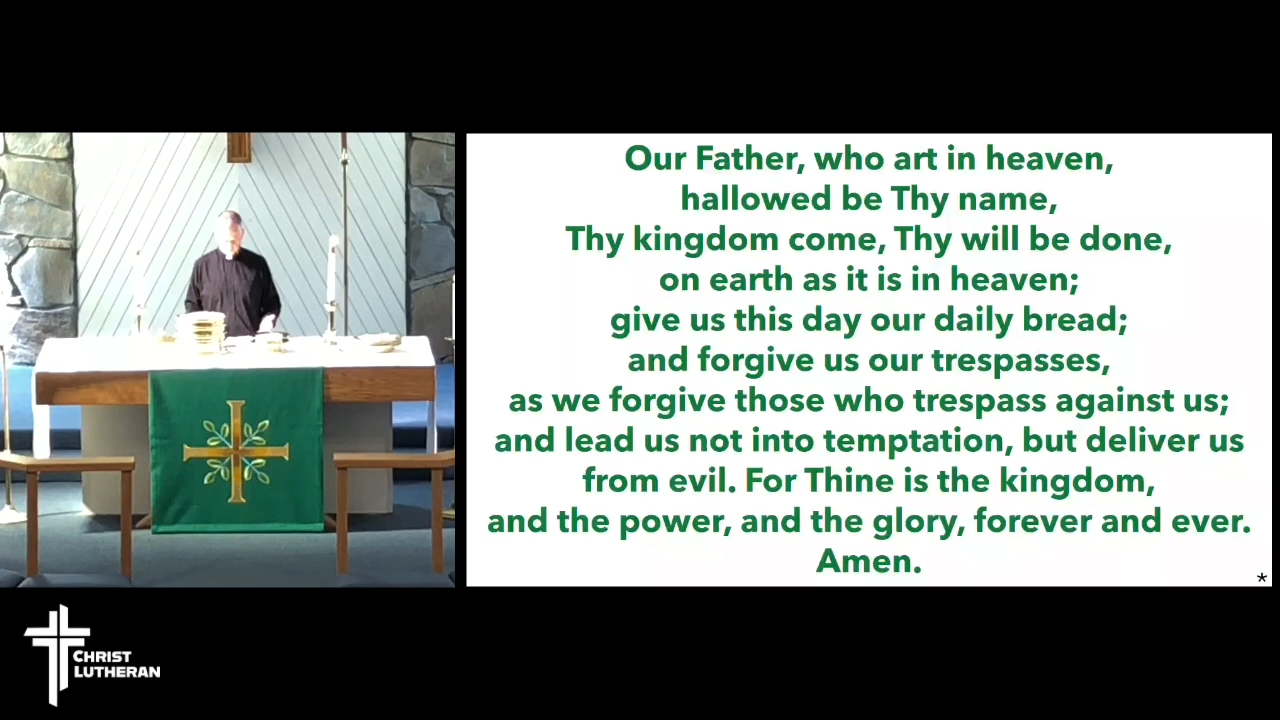 Our Father, who art in heaven,
hallowed be Thy name,
Thy kingdom come, Thy will be done,
on earth as it is in heaven;
give us this day our daily bread;
and forgive us our trespasses,
as we forgive those who trespass against us;
and lead us not into temptation, but deliver us
from evil. For Thine is the kingdom,
and the power, and the glory, forever and ever.
Amen.
*
CHRIST
LUTHERAN